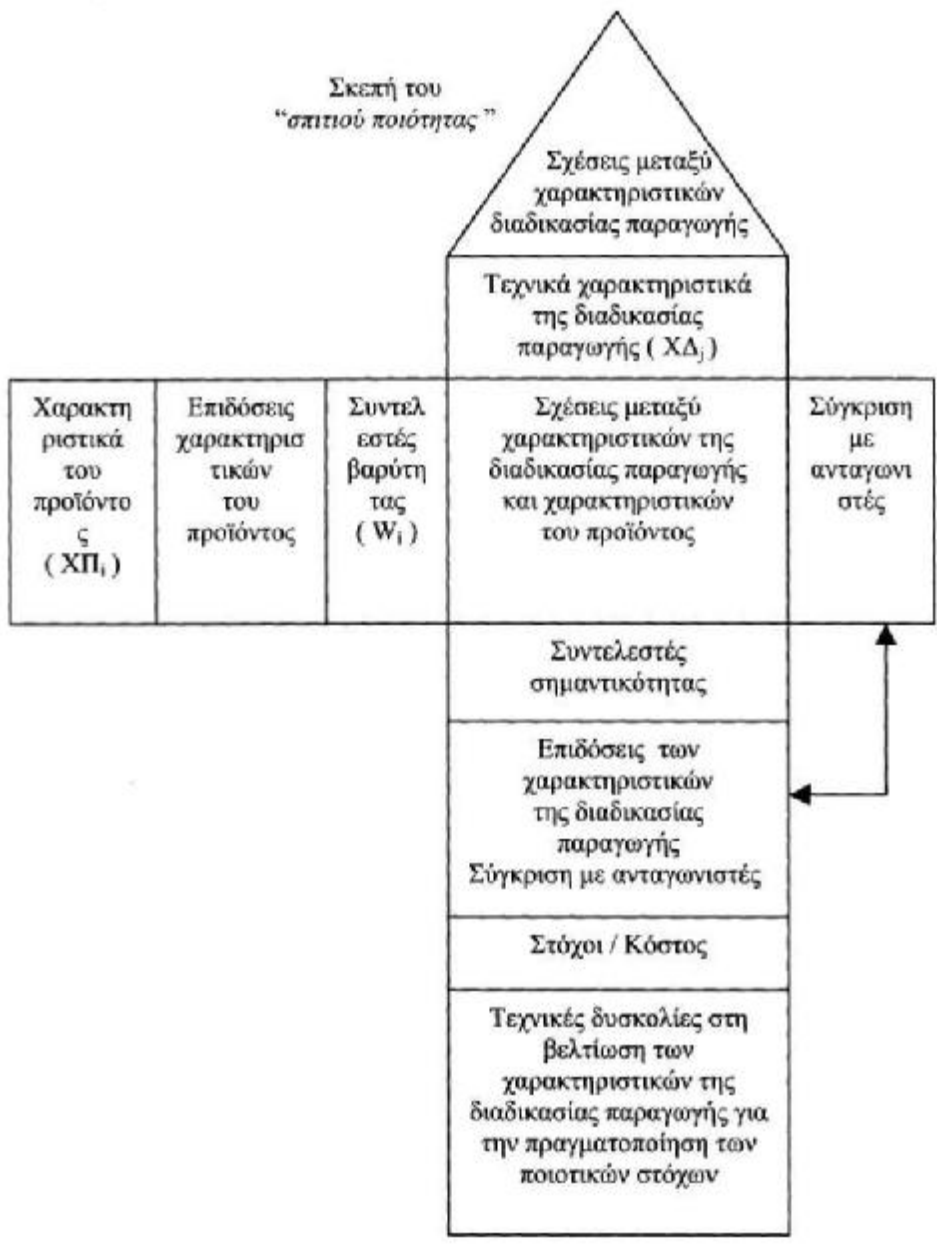 Σκεπή του
“σπιτιού ποιότητας ”
Σχέσεις μεταξύ
χαρακτηριστικών
διαδικασίας παραγωγής
Τεχνικά χαρακτηριστικά
της διαδικασίας
παραγωγής ( ΧΔj )
Χαρακτη
ριστικά
του
προϊόντο
ς
( ΧΠi )
Επιδόσεις
χαρακτηρισ
τικών
του
προϊόντος
Συντελ
εστές
βαρύτη
τας
( Wi )
Σχέσεις μεταξύ
χαρακτηριστικών της
διαδικασίας παραγωγής
και χαρακτηριστικών
του προϊόντος
Σύγκριση
με
ανταγωνι
στές
Συντελεστές
σημαντικότητας
Επιδόσεις των
χαρακτηριστικών
της διαδικασίας
παραγωγής
Σύγκριση με ανταγωνιστές
Στόχοι / Κόστος
Τεχνικές δυσκολίες στη
βελτίωση των
χαρακτηριστικών της
διαδικασίας παραγωγής για
την πραγματοποίηση των
ποιοτικών στόχων